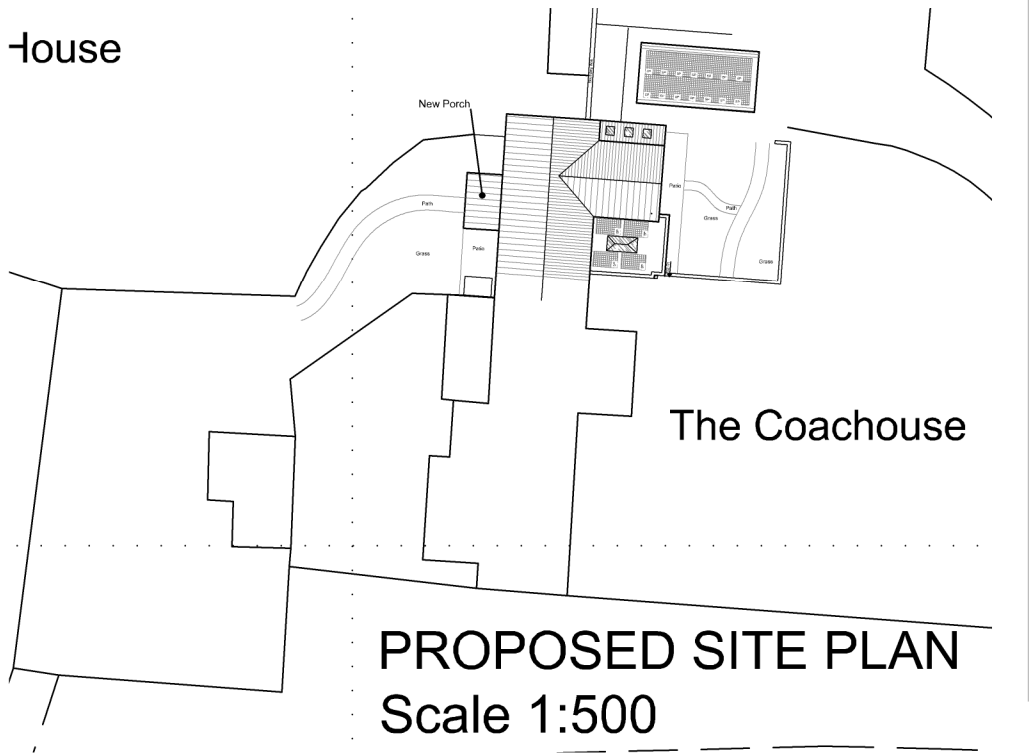 House
New Porch
Path
Patio
Path
Grass
Grass
Patio
Grass
The Coachouse
PROPOSED SITE PLAN
Scale 1:500